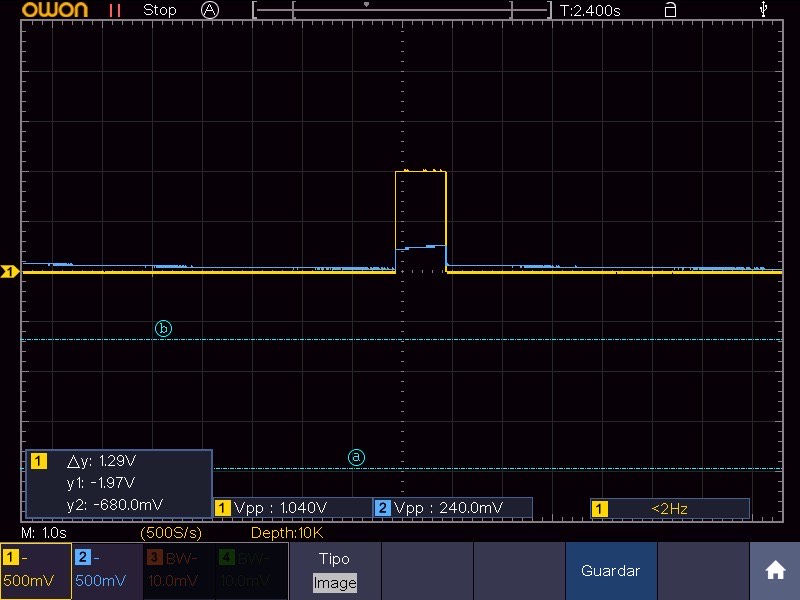 OWON Stop A T:2.400s
1
b
a
1 △y: 1.29V
y1: -1.97V
y2: -680.0mV
1 Vpp : 1.040V 2 Vpp : 240.0mV 1 <2Hz
M: 1.0s (500S/s) Depth:10K
1 - 2 - 3 BW- 4 BW- Tipo
500mV 500mV 10.0mV 10.0mV Image Guardar